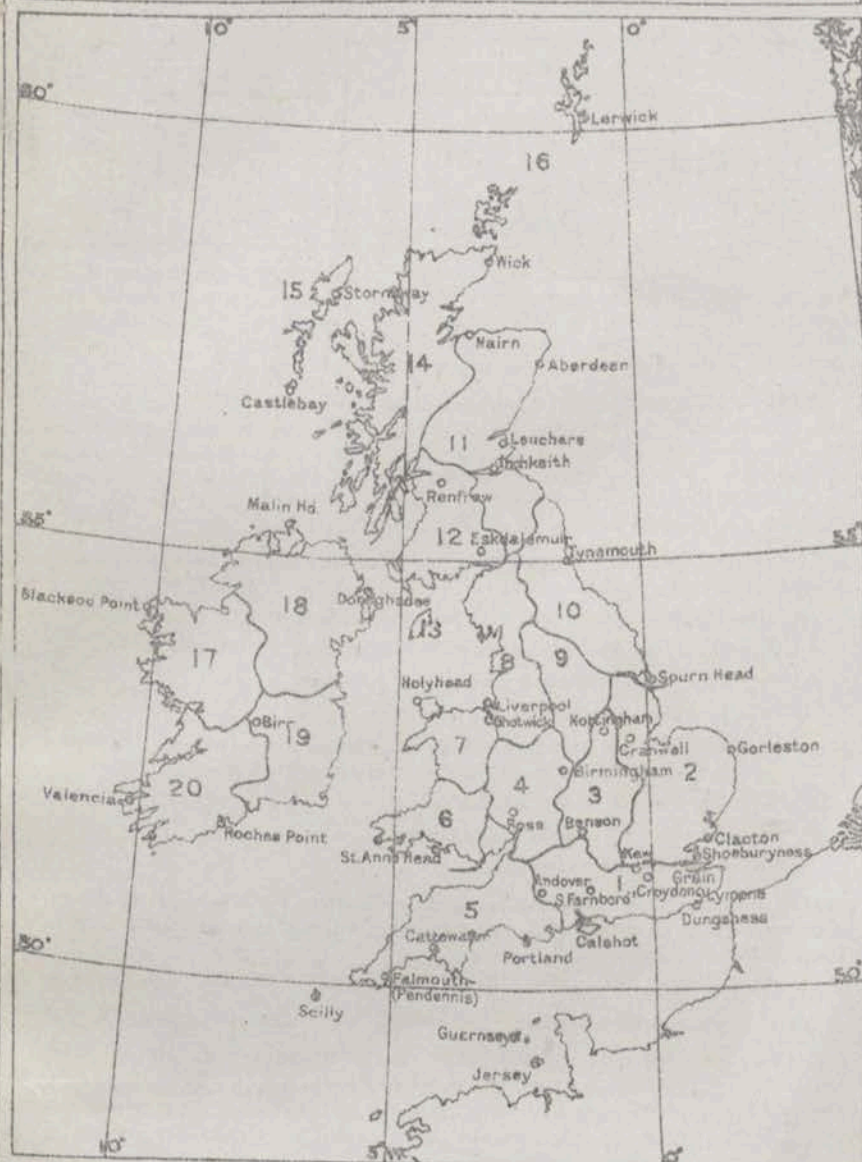 10°
5°
0°
60°
Lerwick
16
Wick
15
Stornoway
Nairn
14
Aberdeen
Castlebay
11
Leuchars
Inchkeith
Renfrew
Malin Hd.
55°
12
Eskdalemuir
55°
Tynemouth
Blacksod Point
18
Donaghadee
10
13
17
9
8
Spurn Head
Holyhead
Liverpool
Shotwick
Nottingham
Birr
19
7
Cranwell
Gorleston
Birmingham
2
Valencia
20
4
3
6
Ross
Benson
Roches Point
Clacton
Kew
Shoeburyness
St. Anns Head
Grain
Andover
1
Croydon
Lympne
S. Farnboro'
5
Dungeness
Cattewater
Calshot
50°
Portland
50°
Falmouth
(Pendennis)
Scilly
Guernsey
Jersey
10°
5°W
0°